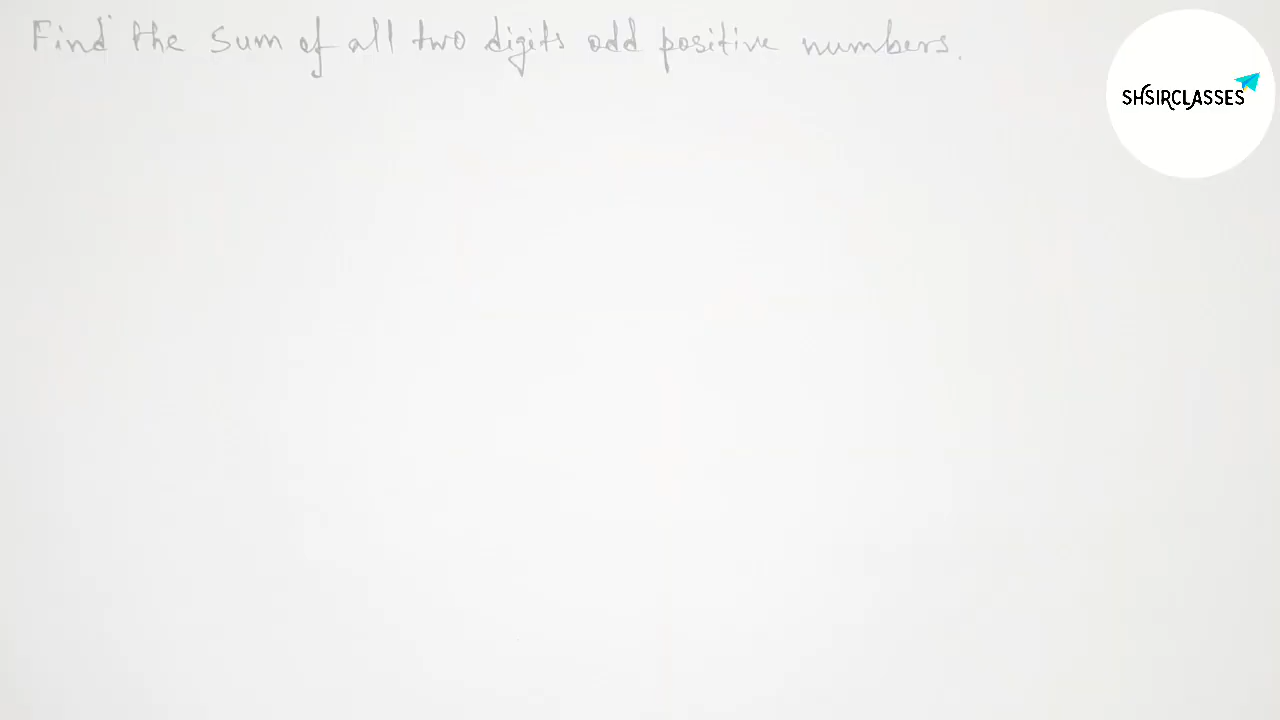 Find the sum of all two digits odd positive numbers.
SHSIRCLASSES